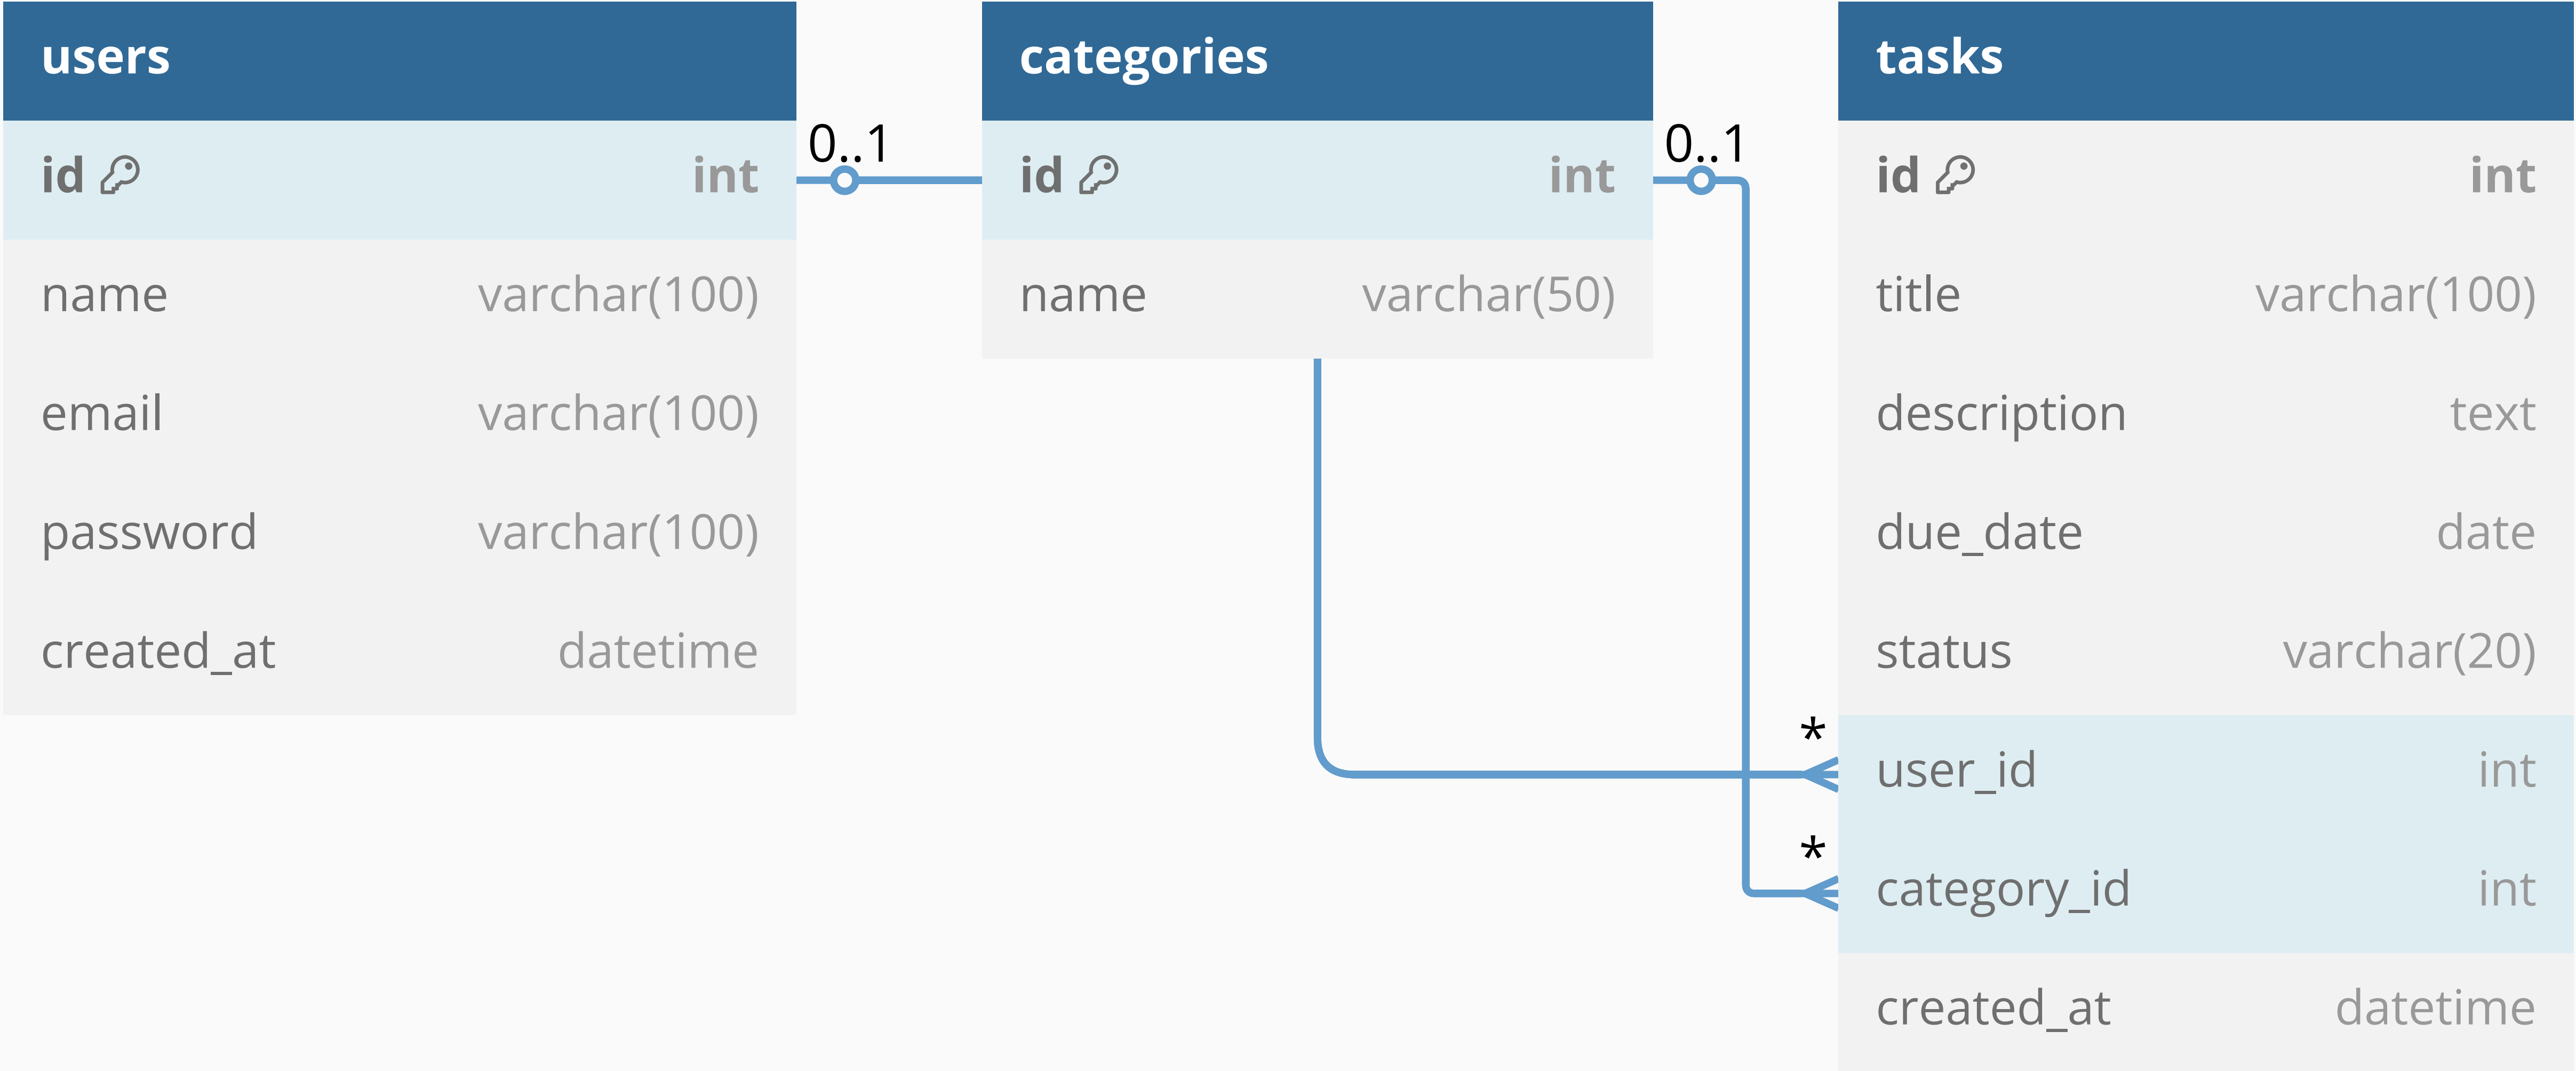 users
id int
name varchar(100)
email varchar(100)
password varchar(100)
created_at datetime
0..1
categories
id int
name varchar(50)
0..1
*
*
tasks
id int
title varchar(100)
description text
due_date date
status varchar(20)
user_id int
category_id int
created_at datetime